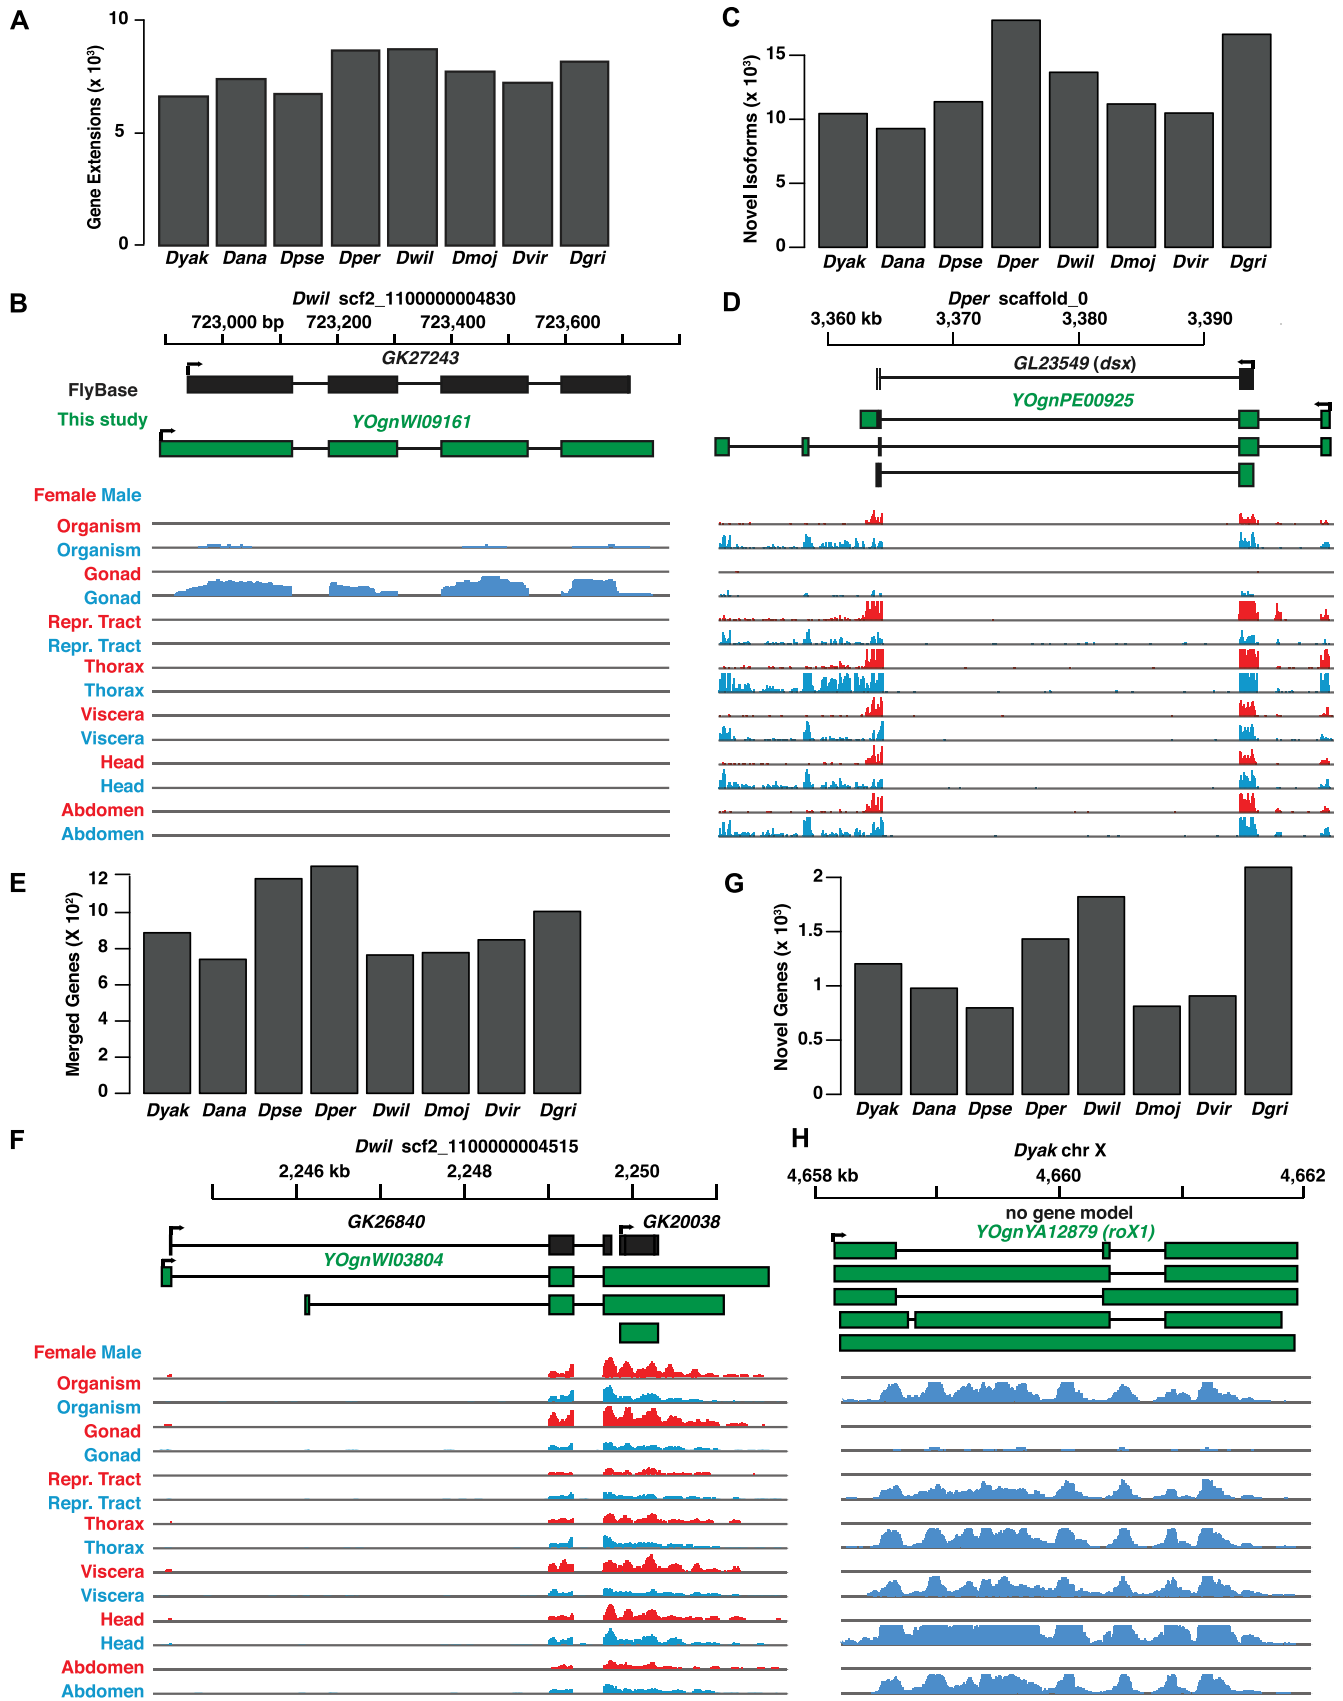 A
Gene Extensions (x 10³)
10
5
0
Dyak Dana Dpse Dper Dwil Dmoj Dvir Dgri
C
Novel Isoforms (x 10³)
15
10
5
0
Dyak Dana Dpse Dper Dwil Dmoj Dvir Dgri
B
Dwil scf2_1100000004830
723,000 bp 723,200 723,400 723,600
GK27243
FlyBase
This study
YOgnWI09161
Female Male
Organism
Organism
Gonad
Gonad
Repr. Tract
Repr. Tract
Thorax
Thorax
Viscera
Viscera
Head
Head
Abdomen
Abdomen
D
Dper scaffold_0
3,360 kb 3,370 3,380 3,390
GL23549 (dsx)
YOgnPE00925
E
Merged Genes (X 10²)
12
10
8
6
4
2
0
Dyak Dana Dpse Dper Dwil Dmoj Dvir Dgri
G
Novel Genes (x 10³)
2
1.5
1
0.5
0
Dyak Dana Dpse Dper Dwil Dmoj Dvir Dgri
F
Dwil scf2_1100000004515
2,246 kb 2,248 2,250
GK26840 GK20038
YOgnWI03804
Female Male
Organism
Organism
Gonad
Gonad
Repr. Tract
Repr. Tract
Thorax
Thorax
Viscera
Viscera
Head
Head
Abdomen
Abdomen
H
Dyak chr X
4,658 kb 4,660 4,662
no gene model
YOgnYA12879 (roX1)